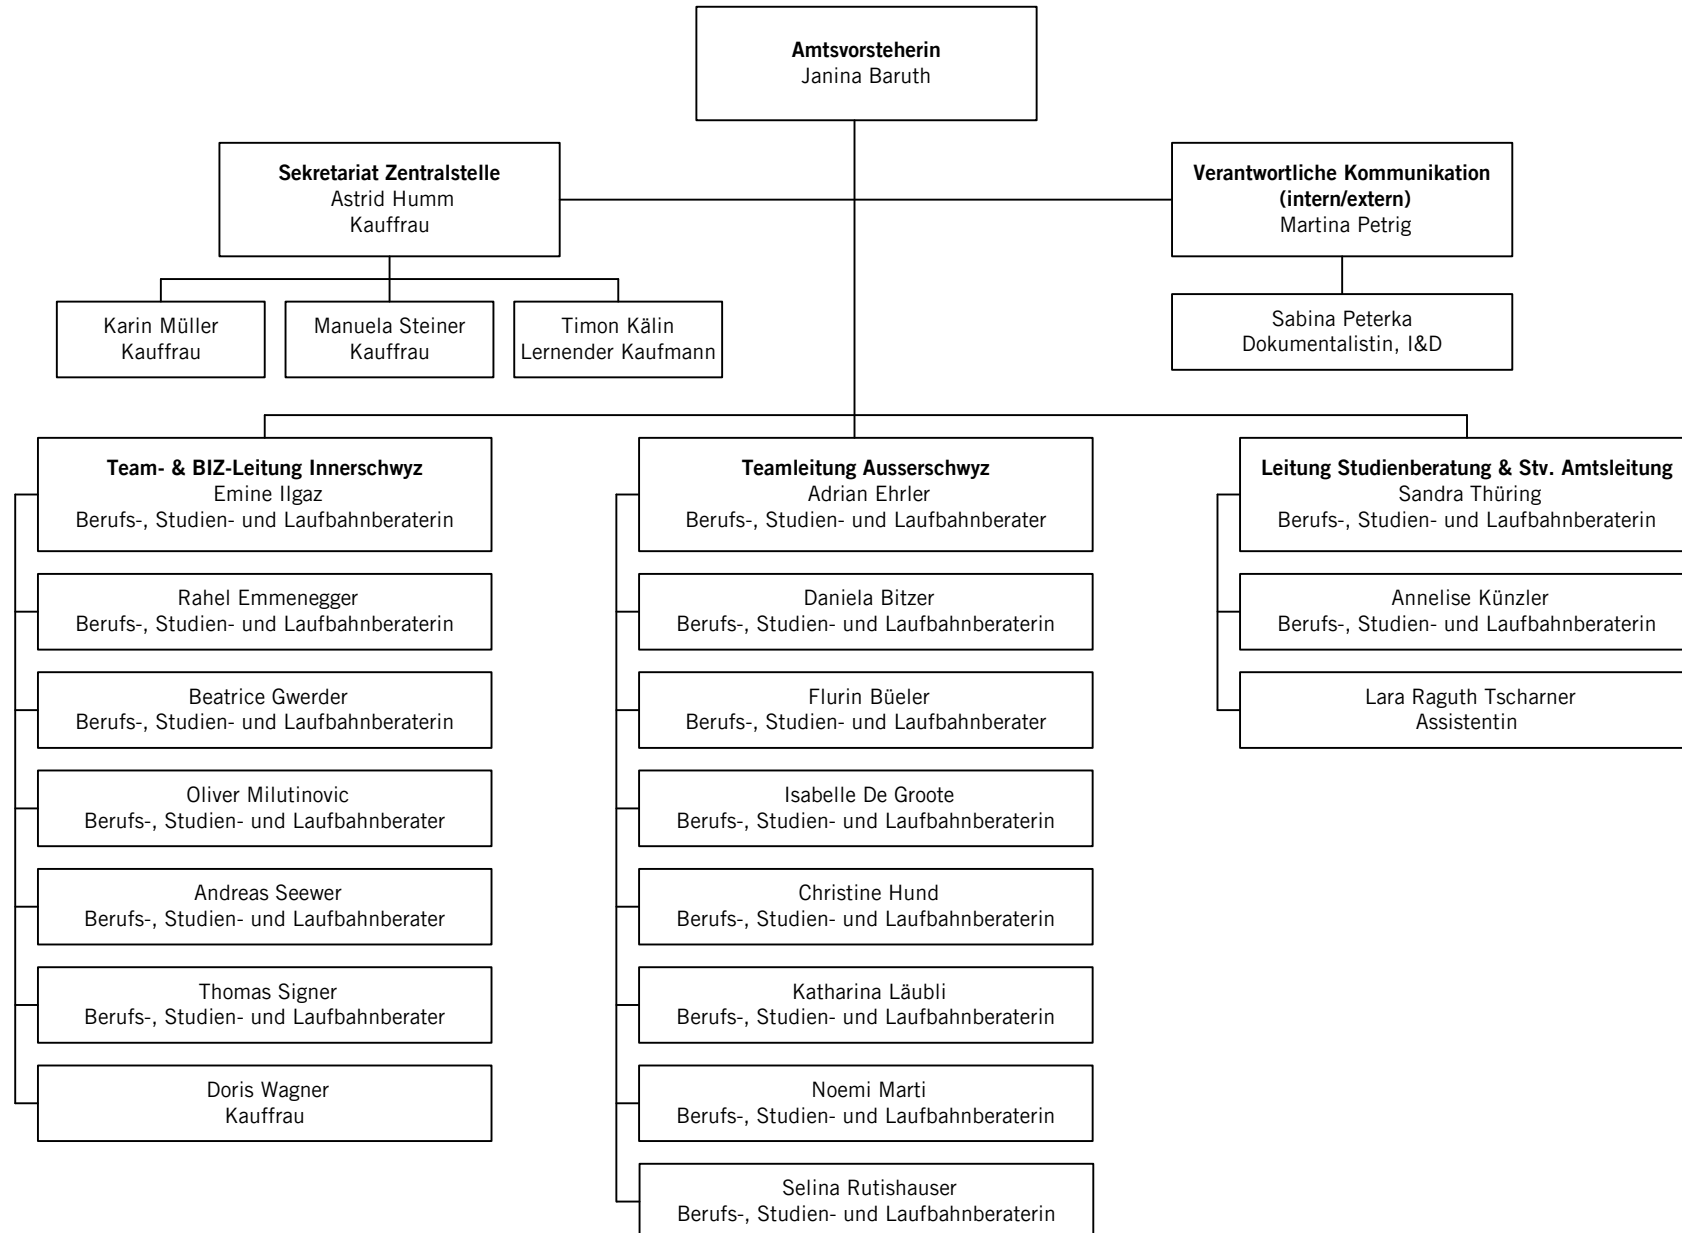 Amtsvorsteherin
Janina Baruth
Sekretariat Zentralstelle
Astrid Humm
Kauffrau
Verantwortliche Kommunikation
(intern/extern)
Martina Petrig
Karin Müller
Kauffrau
Manuela Steiner
Kauffrau
Timon Kälin
Lernender Kaufmann
Sabina Peterka
Dokumentalistin, I&D
Team- & BIZ-Leitung Innerschwyz
Emine Ilgaz
Berufs-, Studien- und Laufbahnberaterin
Rahel Emmenegger
Berufs-, Studien- und Laufbahnberaterin
Beatrice Gwerder
Berufs-, Studien- und Laufbahnberaterin
Oliver Milutinovic
Berufs-, Studien- und Laufbahnberater
Andreas Seewer
Berufs-, Studien- und Laufbahnberater
Thomas Signer
Berufs-, Studien- und Laufbahnberater
Doris Wagner
Kauffrau
Teamleitung Ausserschwyz
Adrian Ehrler
Berufs-, Studien- und Laufbahnberater
Daniela Bitzer
Berufs-, Studien- und Laufbahnberaterin
Flurin Büeler
Berufs-, Studien- und Laufbahnberater
Isabelle De Groote
Berufs-, Studien- und Laufbahnberaterin
Christine Hund
Berufs-, Studien- und Laufbahnberaterin
Katharina Läubli
Berufs-, Studien- und Laufbahnberaterin
Noemi Marti
Berufs-, Studien- und Laufbahnberaterin
Selina Rutishauser
Berufs-, Studien- und Laufbahnberaterin
Leitung Studienberatung & Stv. Amtsleitung
Sandra Thüring
Berufs-, Studien- und Laufbahnberaterin
Annelise Künzler
Berufs-, Studien- und Laufbahnberaterin
Lara Raguth Tscharner
Assistentin